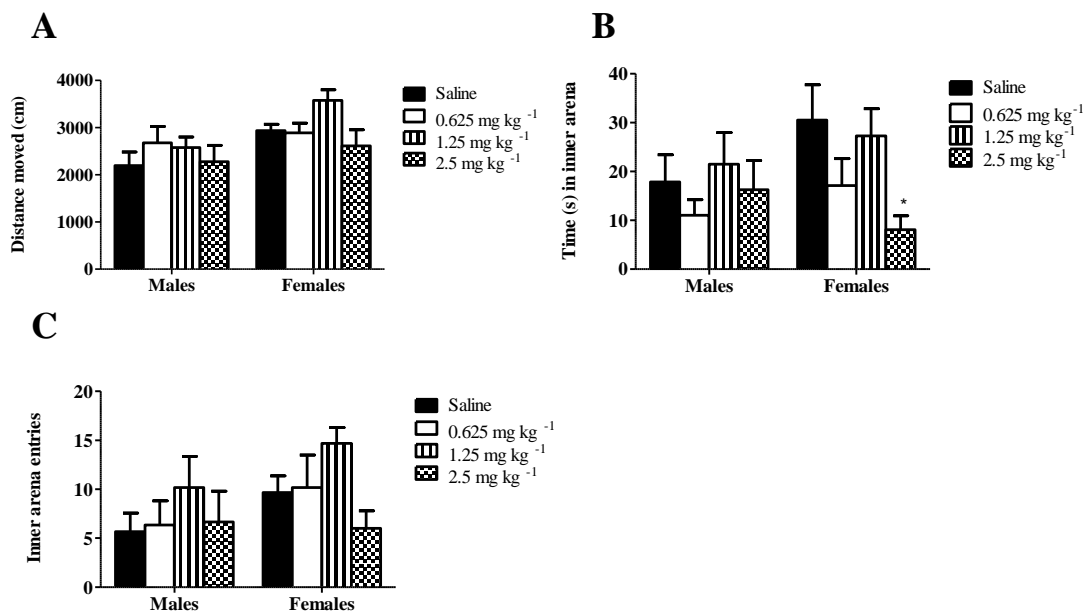 A
Distance moved (cm)
4000
3000
2000
1000
0
Males Females
Saline
0.625 mg kg -1
1.25 mg kg -1
2.5 mg kg -1
B
Time (s) in inner arena
40
30
20
10
0
*
Males Females
Saline
0.625 mg kg -1
1.25 mg kg -1
2.5 mg kg -1
C
Inner arena entries
20
15
10
5
0
Males Females
Saline
0.625 mg kg -1
1.25 mg kg -1
2.5 mg kg -1